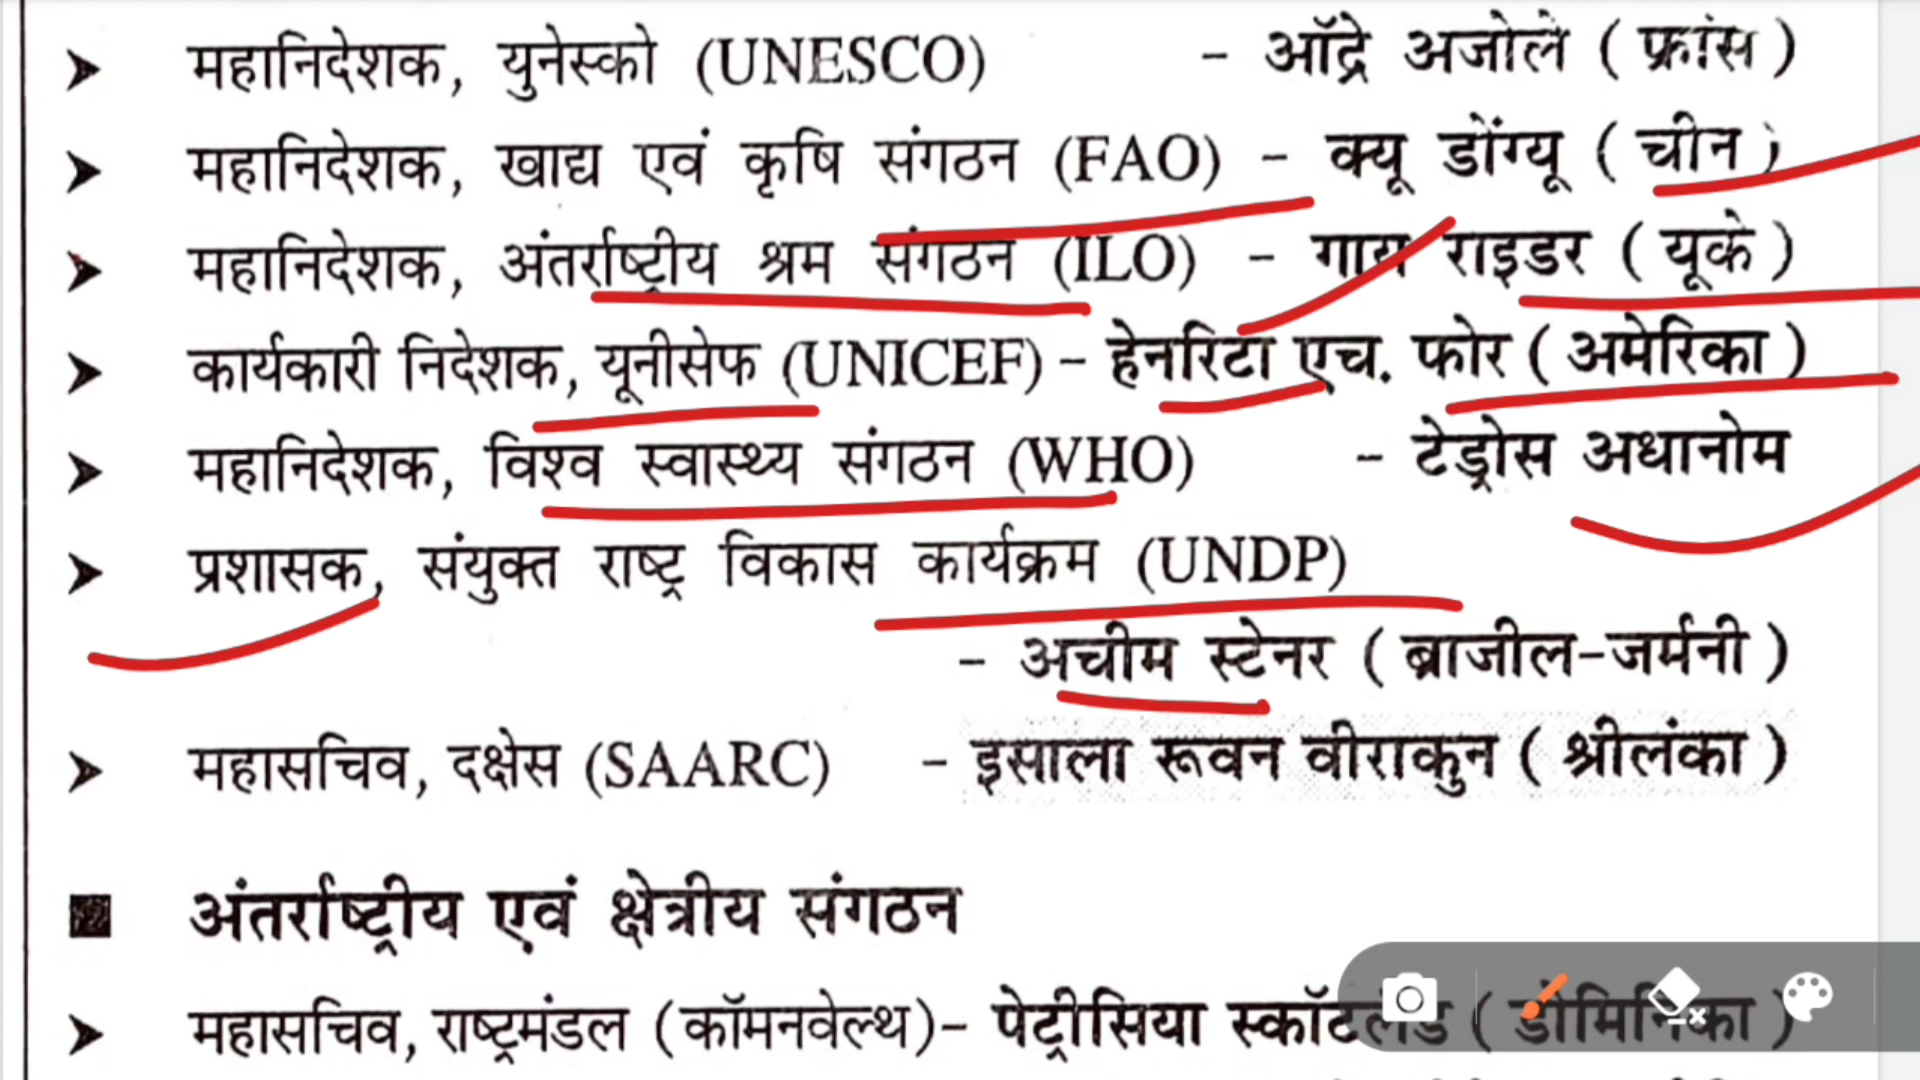 महानिदेशक, युनेस्को (UNESCO) - ऑद्रे अजोले ( फ्रांस )
महानिदेशक, खाद्य एवं कृषि संगठन (FAO) - क्यू डोंग्यू ( चीन )
महानिदेशक, अंतर्राष्ट्रीय श्रम संगठन (ILO) - गाय राइडर ( यूके )
कार्यकारी निदेशक, यूनीसेफ (UNICEF) - हेनरिटा एच. फोर ( अमेरिका )
महानिदेशक, विश्व स्वास्थ्य संगठन (WHO) - टेड्रोस अधानोम
प्रशासक, संयुक्त राष्ट्र विकास कार्यक्रम (UNDP)
- अचीम स्टेनर ( ब्राजील-जर्मनी )
महासचिव, दक्षेस (SAARC) - इसाला रूवन वीराकुन ( श्रीलंका )
अंतर्राष्ट्रीय एवं क्षेत्रीय संगठन
महासचिव, राष्ट्रमंडल (कॉमनवेल्थ)- पेट्रीसिया स्कॉटलैंड ( डोमिनिका )